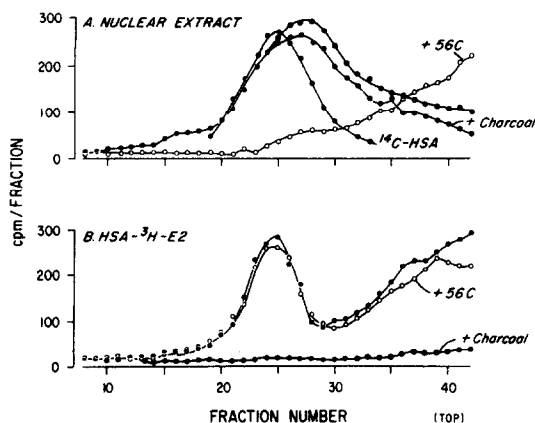 A. NUCLEAR EXTRACT
300
200
100
0
+ 56C
+ Charcoal
14C-HSA
cpm/FRACTION
B. HSA-3H-E2
300
200
100
0
+ 56C
+ Charcoal
10 20 30 40
FRACTION NUMBER (TOP)